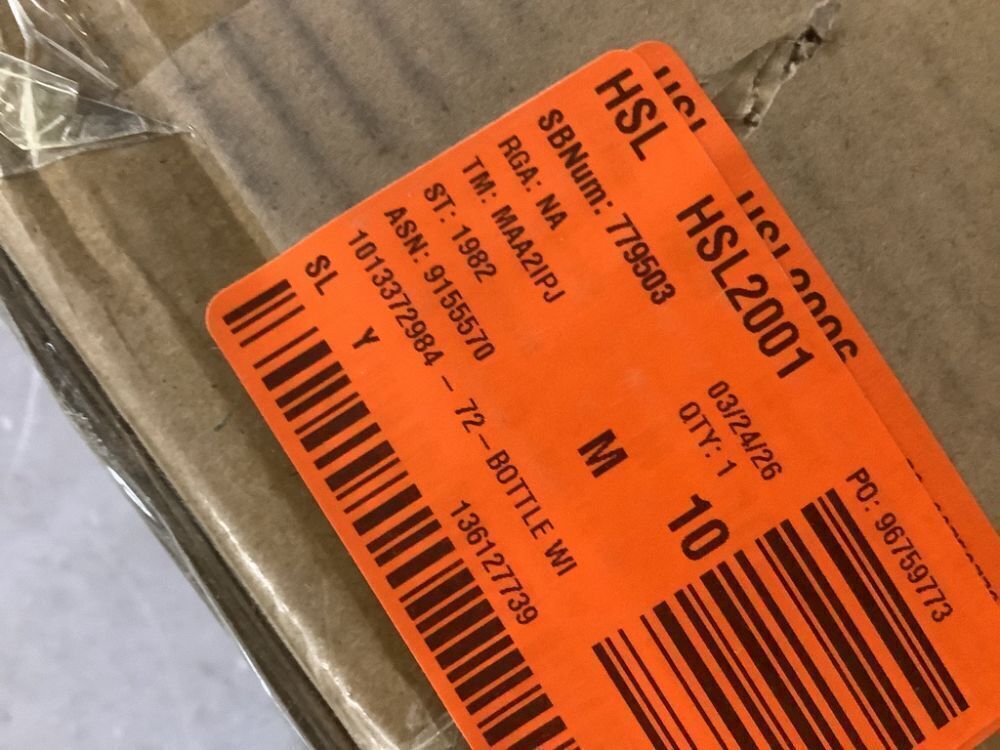 HSL HSL2001
SBNum: 779503
RGA: NA 03/24/26 PO: 96759773
TM: MAA2IPJ QTY: 1
ST: 1982
ASN: 9155570 M 10
1013372984 - 72-BOTTLE WI
SL Y 136127739
HSL